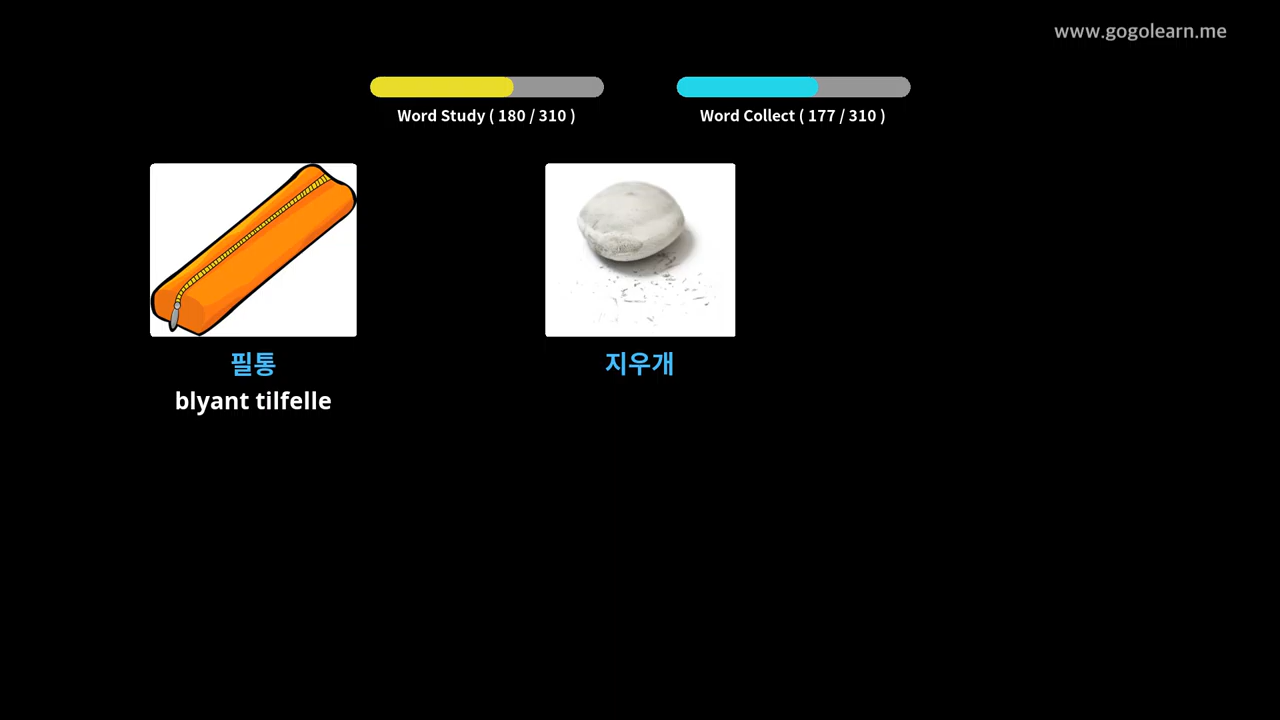 www.gogolearn.me
Word Study ( 180 / 310 )
Word Collect ( 177 / 310 )
필통
지우개
blyant tilfelle